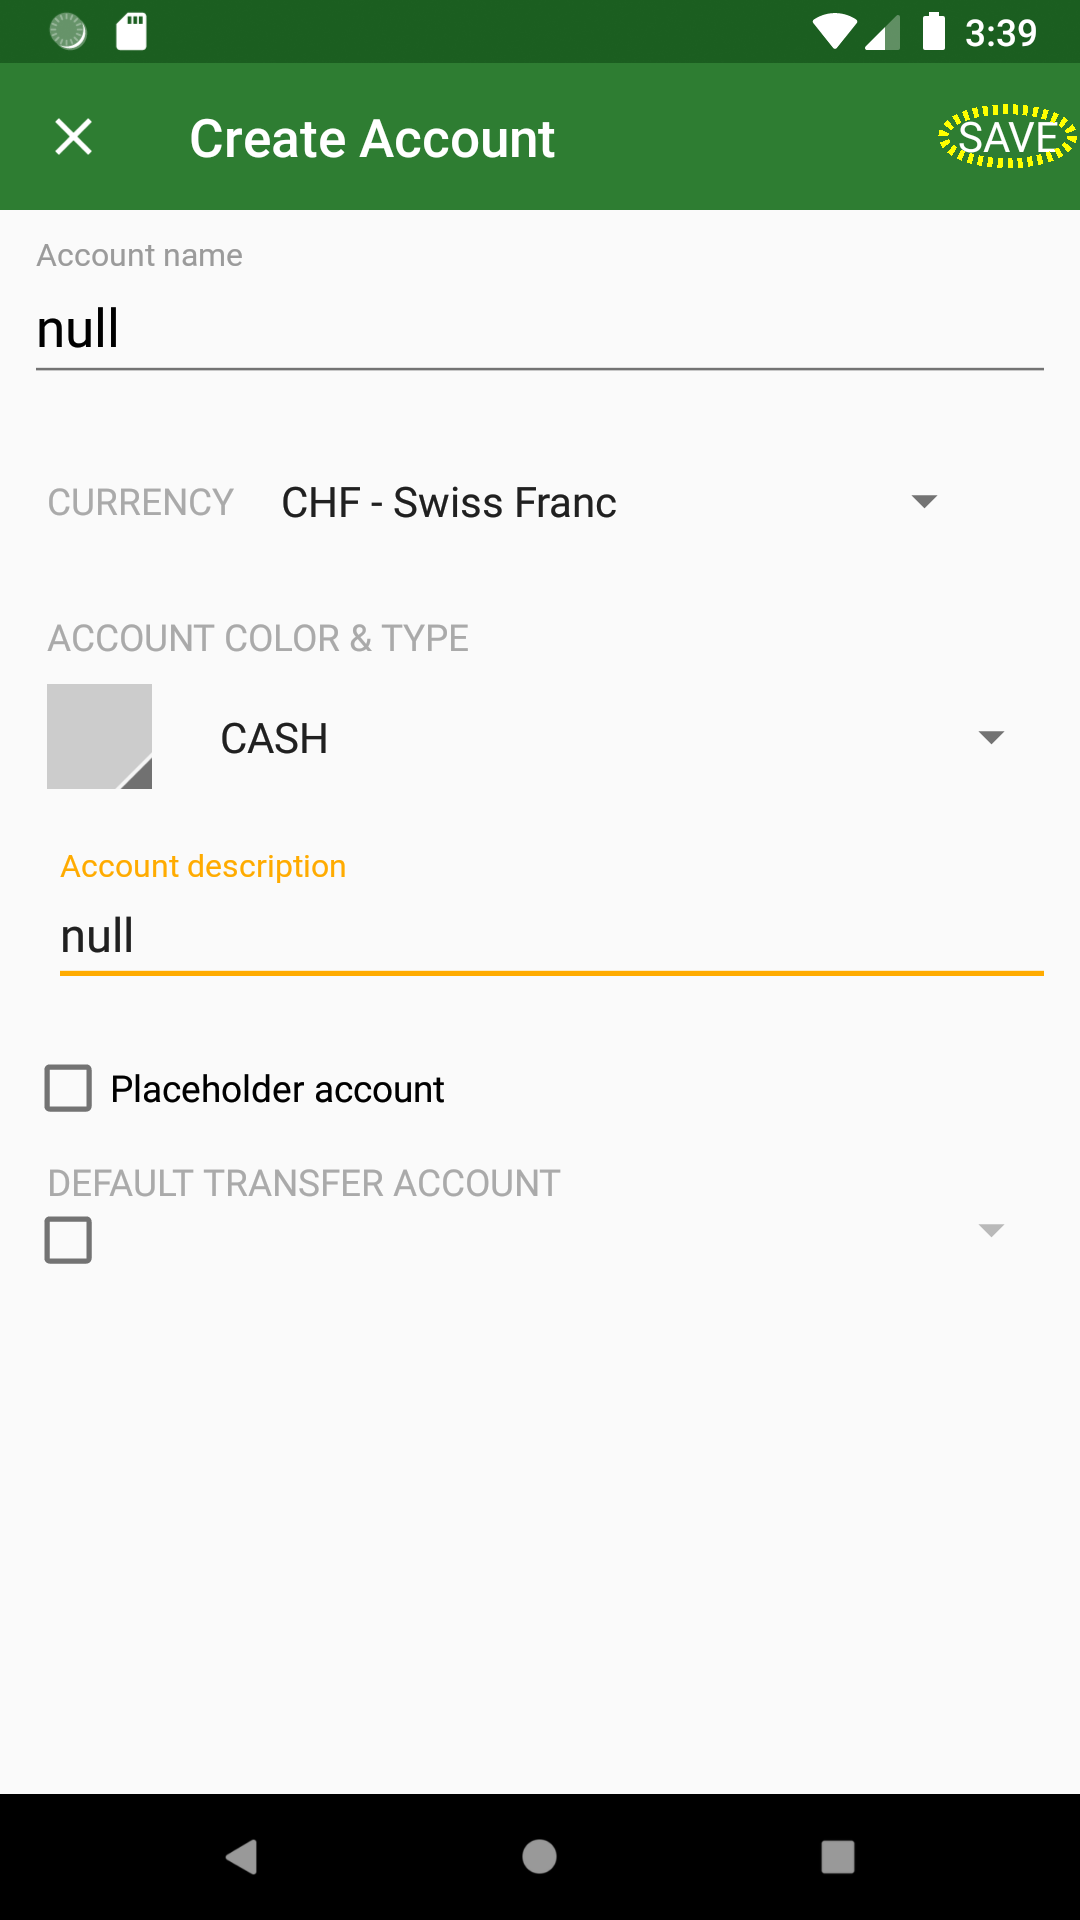 3:39
Create Account
SAVE
Account name
null
CURRENCY CHF - Swiss Franc
ACCOUNT COLOR & TYPE
CASH
Account description
null
Placeholder account
DEFAULT TRANSFER ACCOUNT